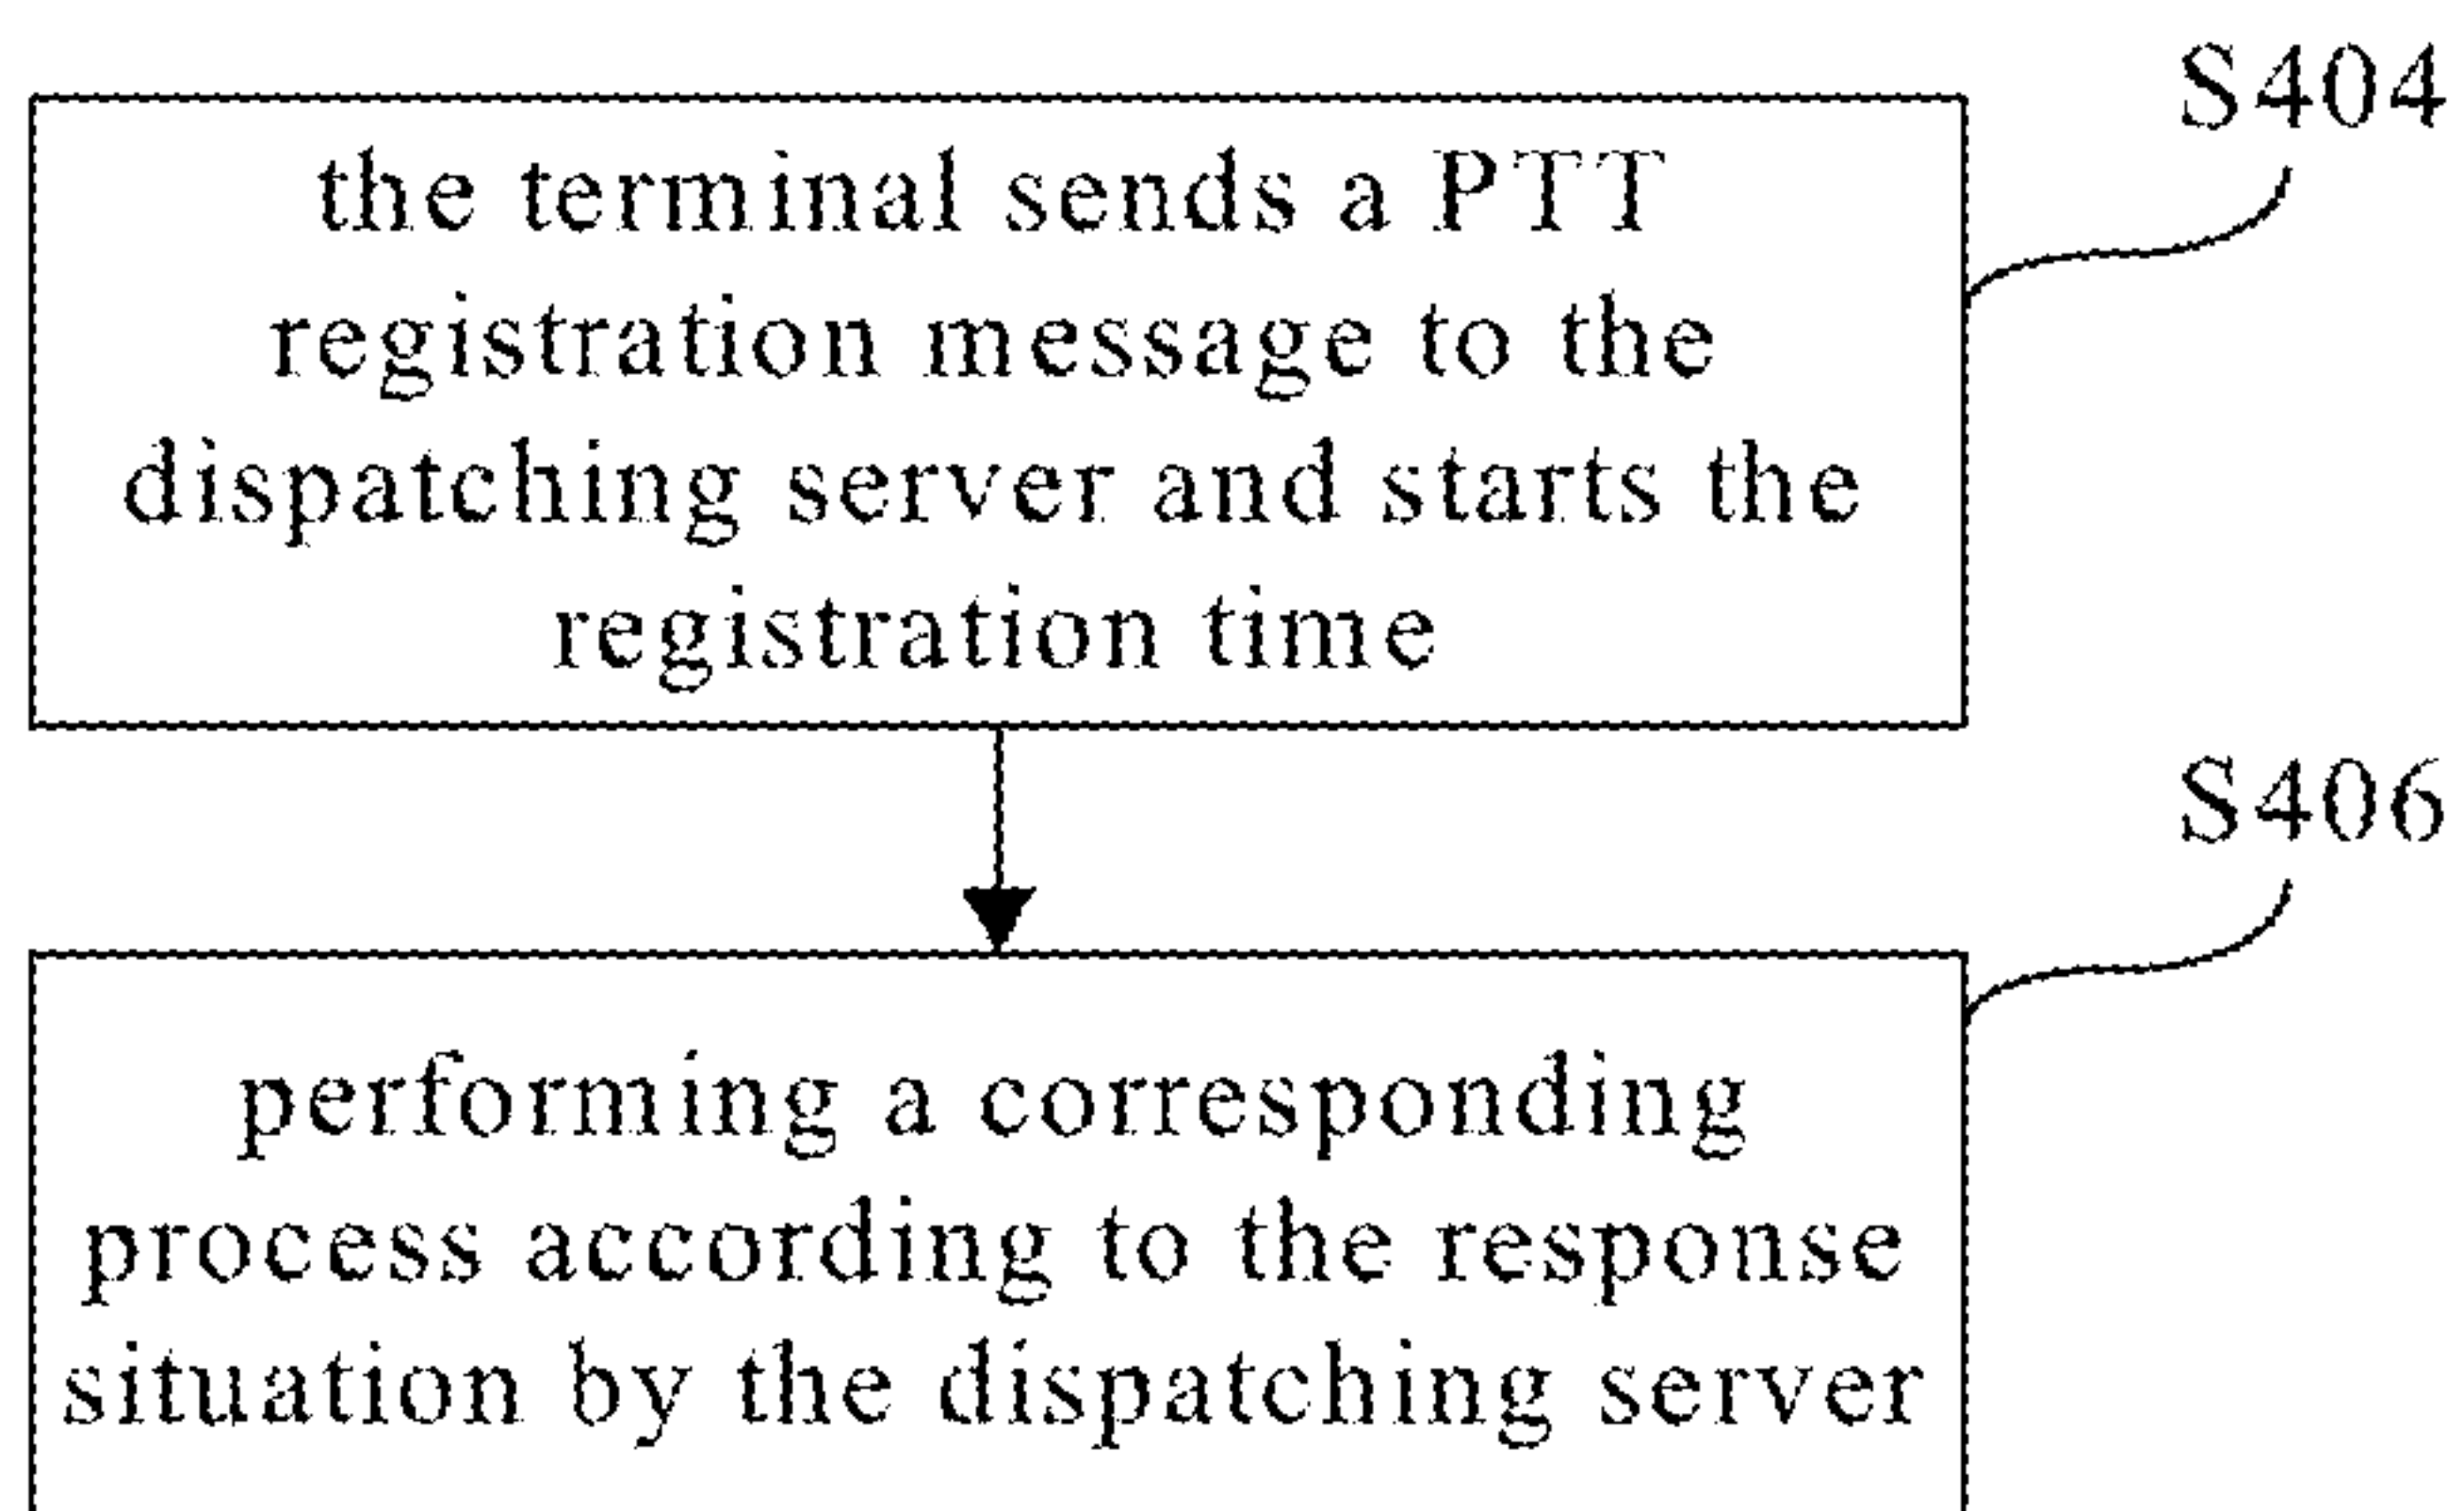 S404
the terminal sends a PTT
registration message to the
dispatching server and starts the
registration time
S406
performing a corresponding
process according to the response
situation by the dispatching server